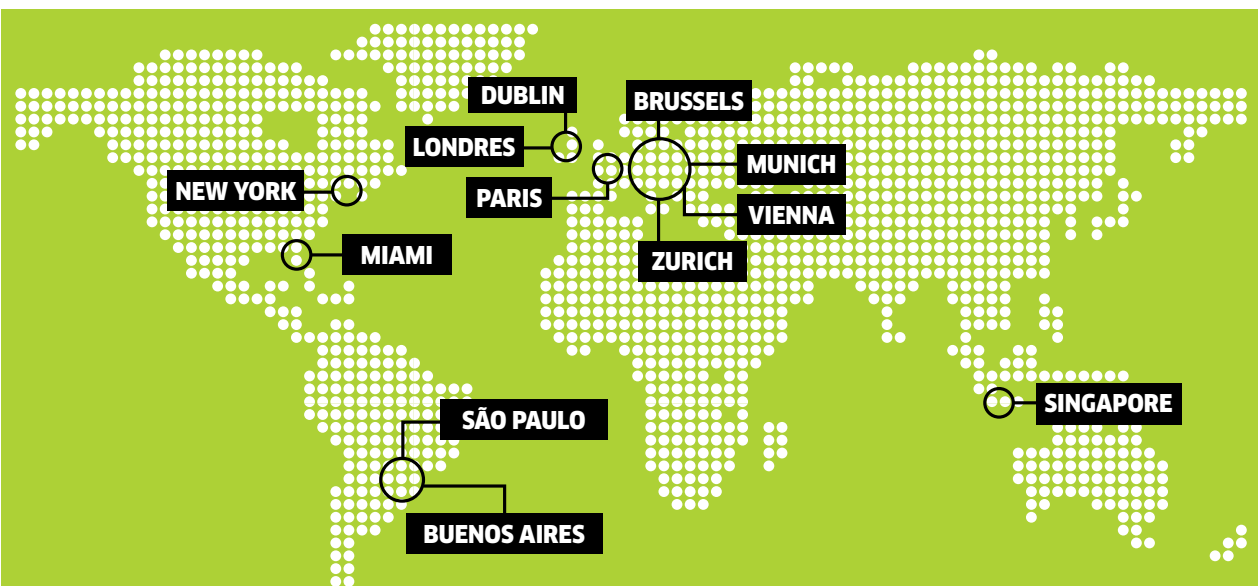 DUBLIN
BRUSSELS
LONDRES
MUNICH
NEW YORK
PARIS
VIENNA
MIAMI
ZURICH
SINGAPORE
SÃO PAULO
BUENOS AIRES